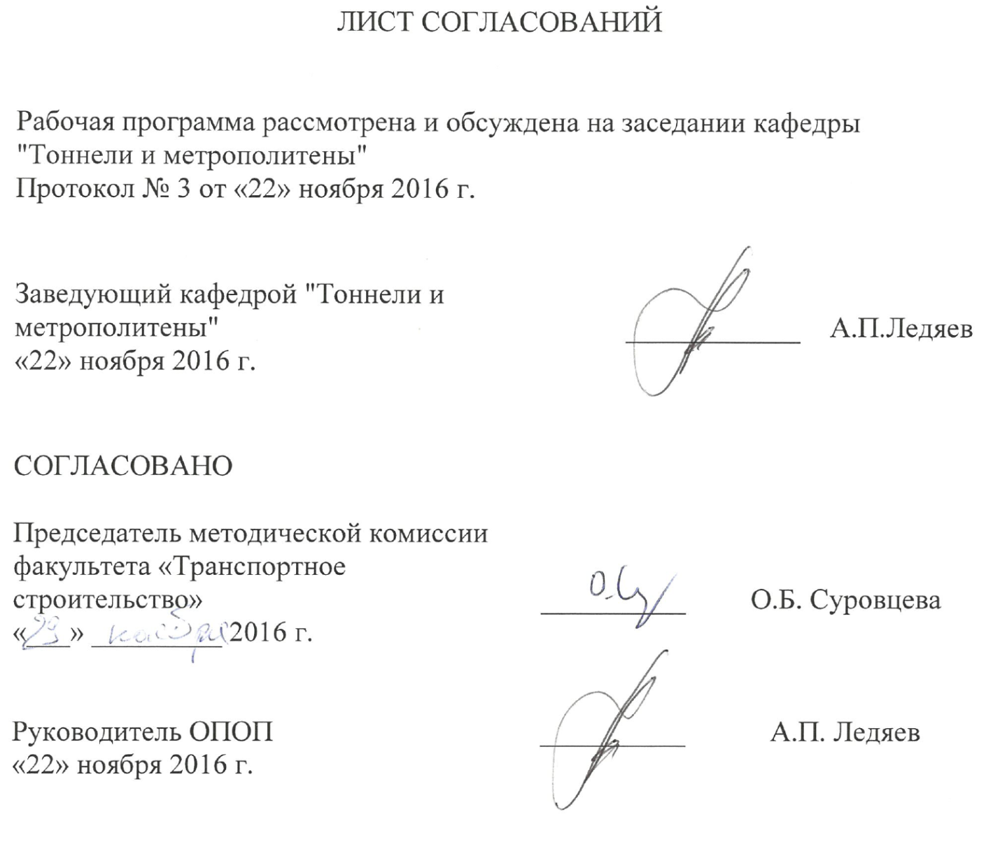 ЛИСТ СОГЛАСОВАНИЙ
Рабочая программа рассмотрена и обсуждена на заседании кафедры
"Тоннели и метрополитены"
Протокол № 3 от «22» ноября 2016 г.
Заведующий кафедрой "Тоннели и
метрополитены"
«22» ноября 2016 г.
А.П.Ледяев
СОГЛАСОВАНО
Председатель методической комиссии
факультета «Транспортное
строительство»
О.Б. Суровцева
«» ноября 2016 г.
Руководитель ОПОП
«22» ноября 2016 г.
А.П. Ледяев